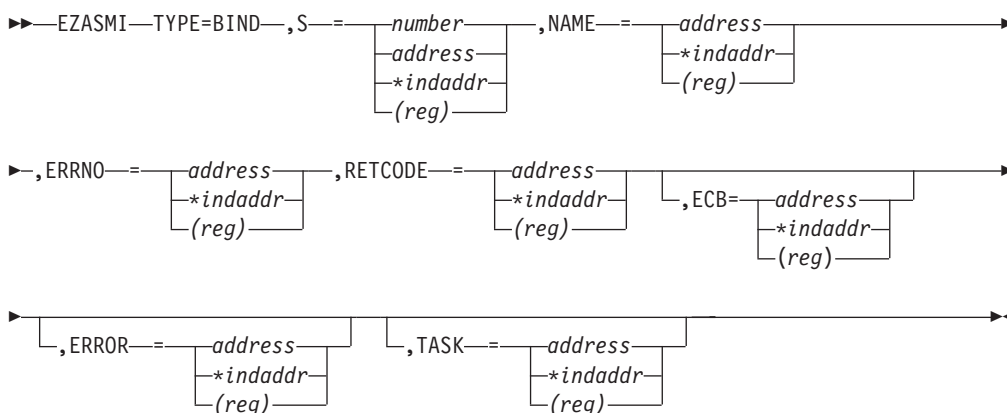 EZASMI TYPE=BIND ,S = number ,NAME = address
address *indaddr
*indaddr (reg)
(reg)
,ERRNO = address ,RETCODE = address
*indaddr *indaddr ,ECB= address
(reg) (reg) *indaddr
(reg)
,ERROR = address ,TASK = address
*indaddr *indaddr
(reg) (reg)